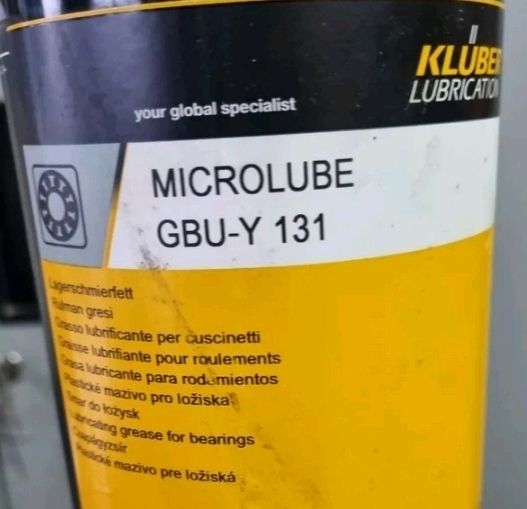 KLÜBER
LUBRICATION
your global specialist
MICROLUBE
GBU-Y 131
Lagerschmierfett
Rulman gresi
Grasso lubrificante per cuscinetti
Graisse lubrifiante pour roulements
Grasa lubricante para rodamientos
Plastické mazivo pro ložiska
Smar do łożysk
Lubricating grease for bearings
Csapágyzsír
Plastické mazivo pre ložiská